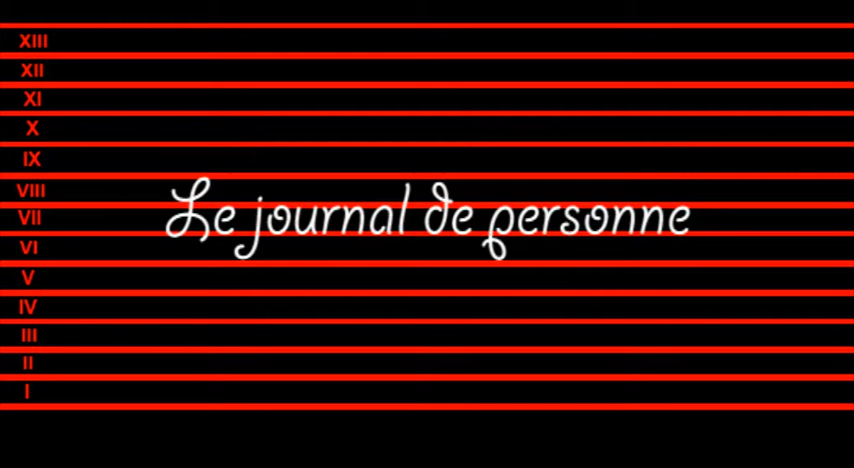 XIII
XII
XI
X
IX
VIII
VII
Le journal de personne
VI
V
IV
III
II
I